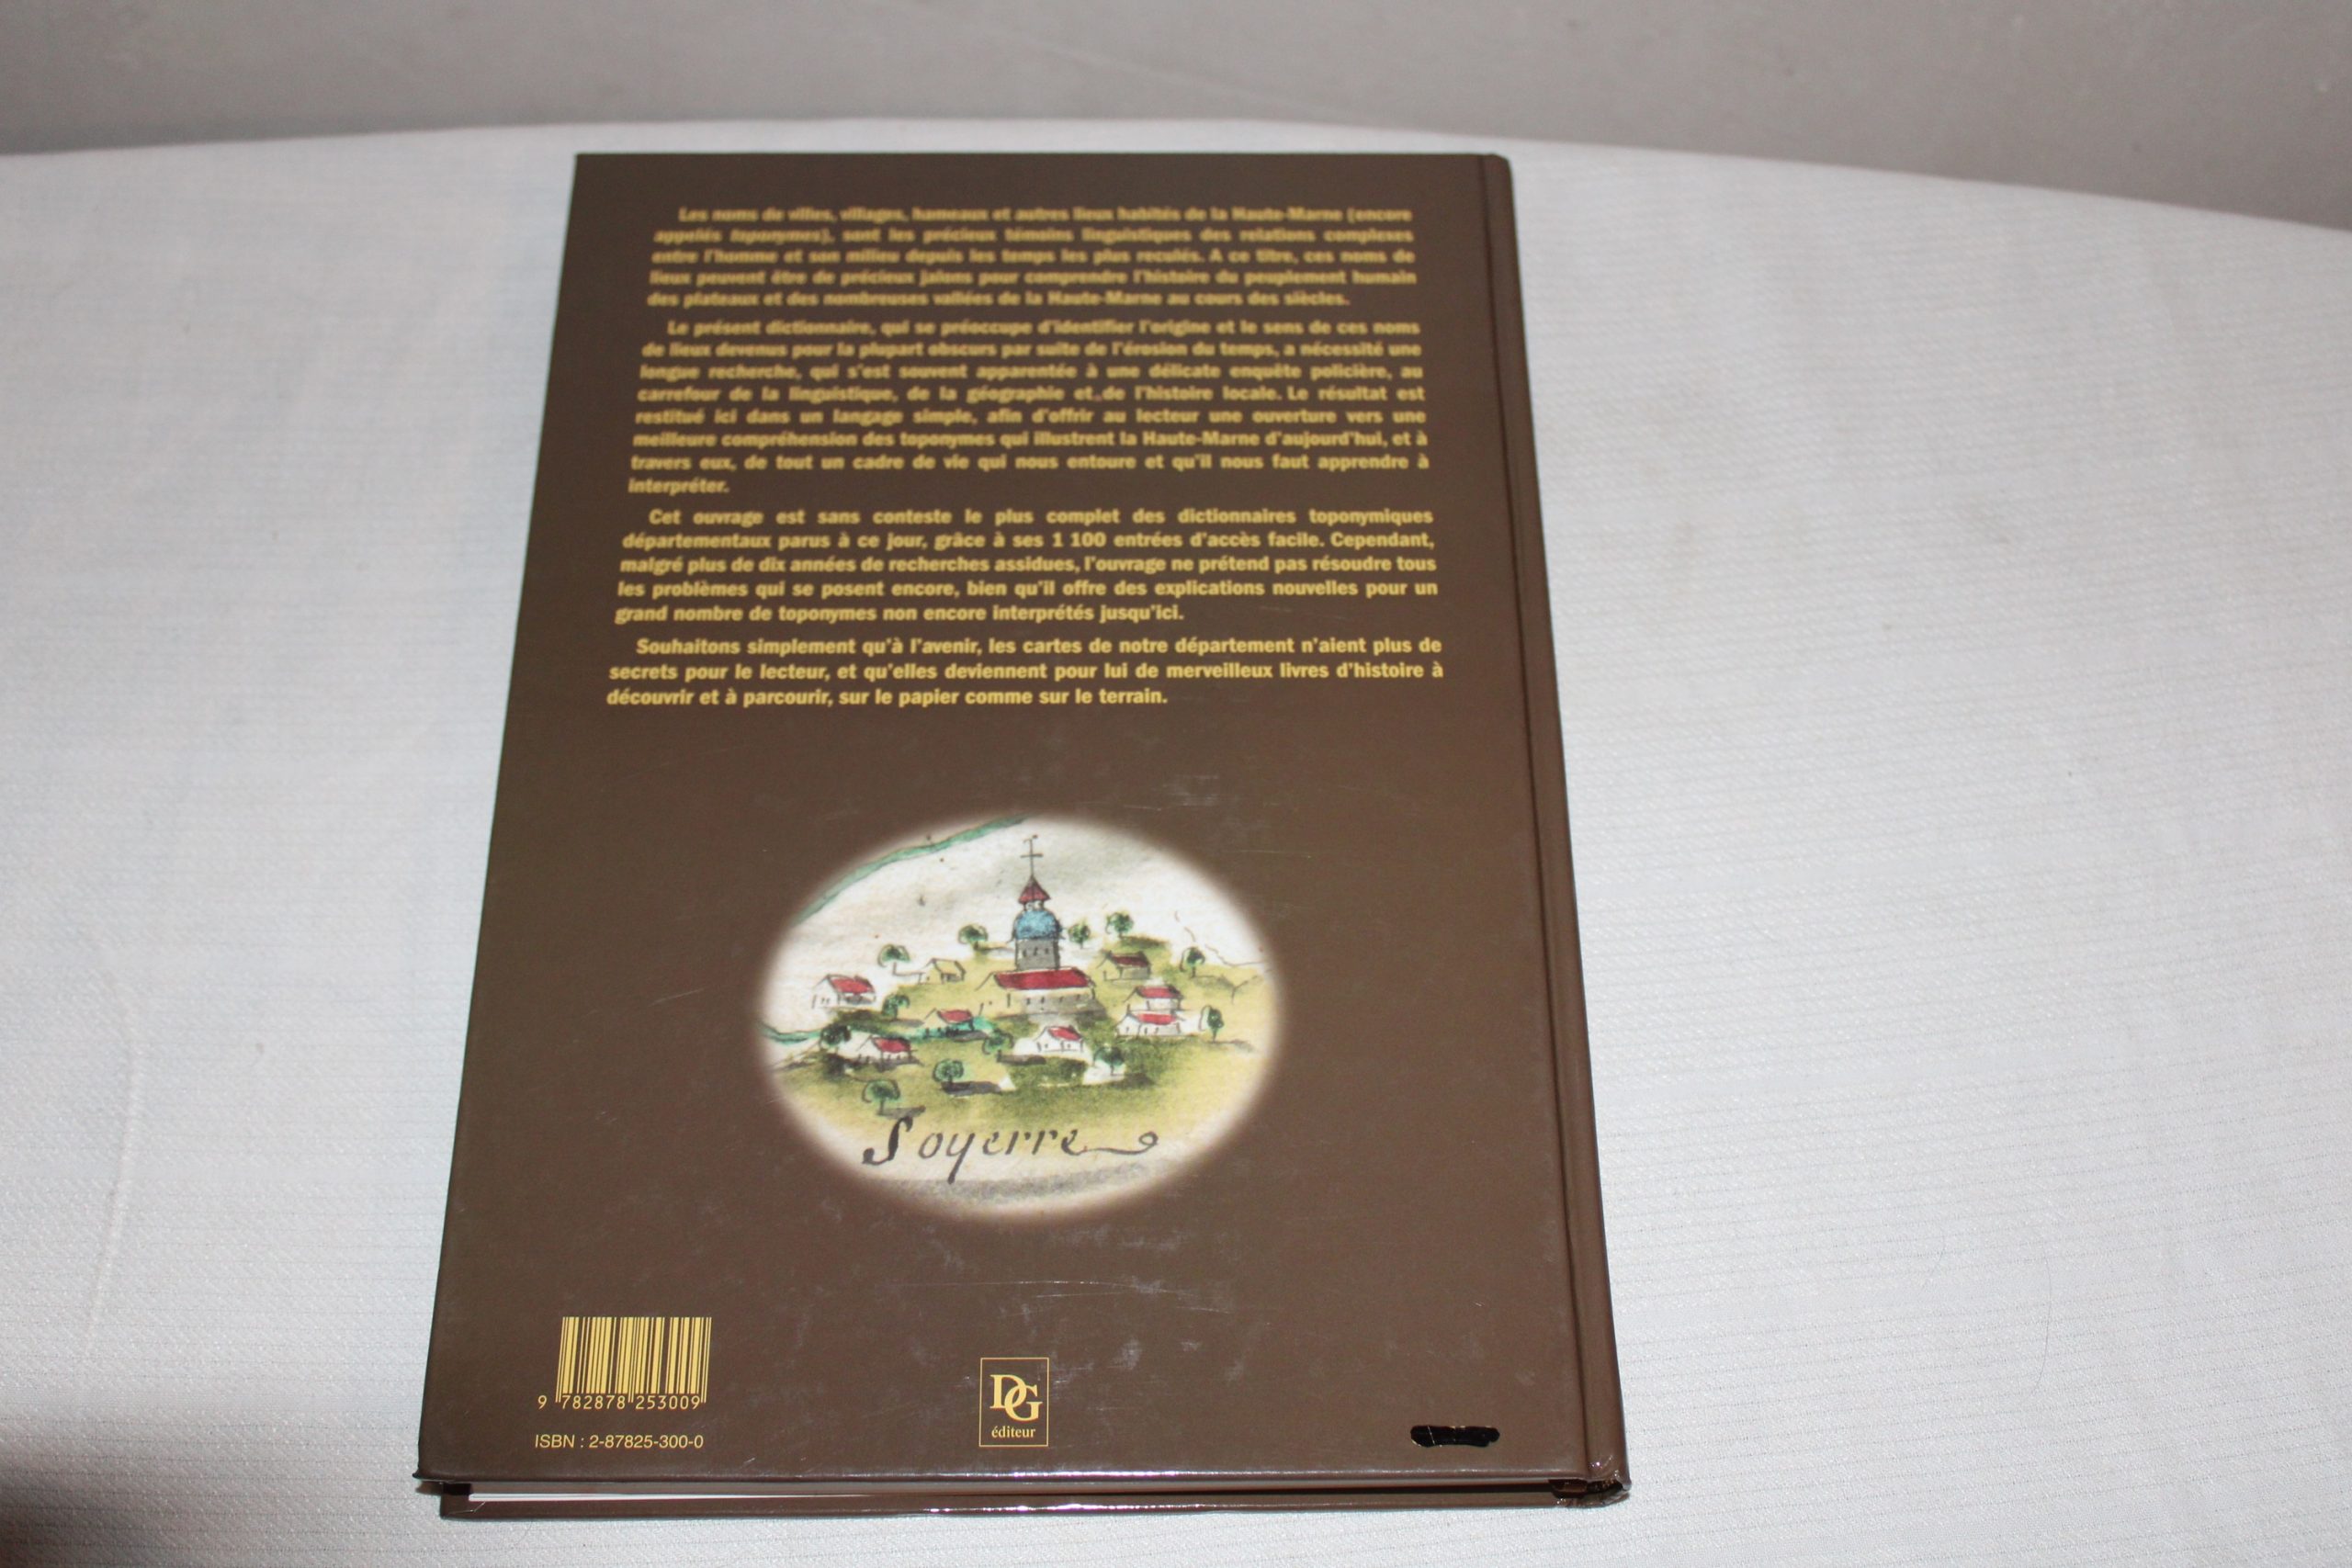 Les noms de villes, villages, hameaux et autres lieux habités de la Haute-Marne (encore
appelés toponymes), sont les précieux témoins linguistiques des relations complexes
entre l'homme et son milieu depuis les temps les plus reculés. A ce titre, ces noms de
lieux peuvent être de précieux jalons pour comprendre l'histoire du peuplement humain
des plateaux et des nombreuses vallées de la Haute-Marne au cours des siècles.
Le présent dictionnaire, qui se préoccupe d'identifier l'origine et le sens de ces noms
de lieux devenus pour la plupart obscurs par suite de l'érosion du temps, a nécessité une
longue recherche, qui s'est souvent apparentée à une délicate enquête policière, au
carrefour de la linguistique, de la géographie et de l'histoire locale. Le résultat est
restitué ici dans un langage simple, afin d'offrir au lecteur une ouverture vers une
meilleure compréhension des toponymes qui illustrent la Haute-Marne d'aujourd'hui, et à
travers eux, de tout un cadre de vie qui nous entoure et qu'il nous faut apprendre à
interpréter.
Cet ouvrage est sans conteste le plus complet des dictionnaires toponymiques
départementaux parus à ce jour, grâce à ses 1 100 entrées d'accès facile. Cependant,
malgré plus de dix années de recherches assidues, l'ouvrage ne prétend pas résoudre tous
les problèmes qui se posent encore, bien qu'il offre des explications nouvelles pour un
grand nombre de toponymes non encore interprétés jusqu'ici.
Souhaitons simplement qu'à l'avenir, les cartes de notre département n'aient plus de
secrets pour le lecteur, et qu'elles deviennent pour lui de merveilleux livres d'histoire à
découvrir et à parcourir, sur le papier comme sur le terrain.
Soyerre
9 782878 253009
ISBN : 2-87825-300-0
DG
éditeur